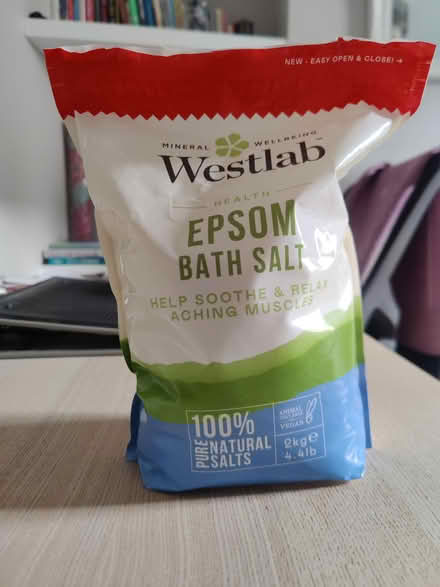 NEW - EASY OPEN & CLOSE! →
MINERAL WELLBEING
Westlab™
HEALTH
EPSOM
BATH SALT
HELP SOOTHE & RELAX
ACHING MUSCLES
100%
PURE
NATURAL
SALTS
VEGAN
2kg℮
4.4lb